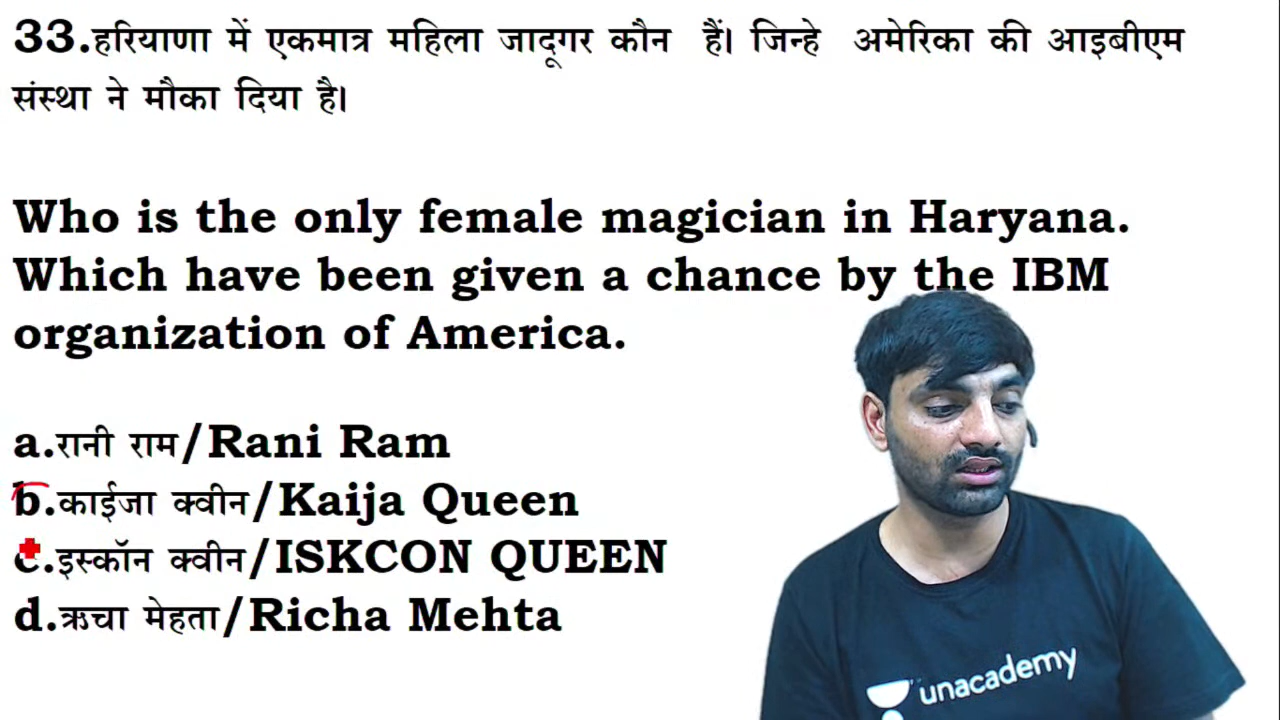 33.हरियाणा में एकमात्र महिला जादूगर कौन हैं। जिन्हे अमेरिका की आइबीएम
संस्था ने मौका दिया है।
Who is the only female magician in Haryana.
Which have been given a chance by the IBM
organization of America.
a.रानी राम/Rani Ram
b.काईजा क्वीन/Kaija Queen
c.इस्कॉन क्वीन/ISKCON QUEEN
d.ऋचा मेहता/Richa Mehta
unacademy